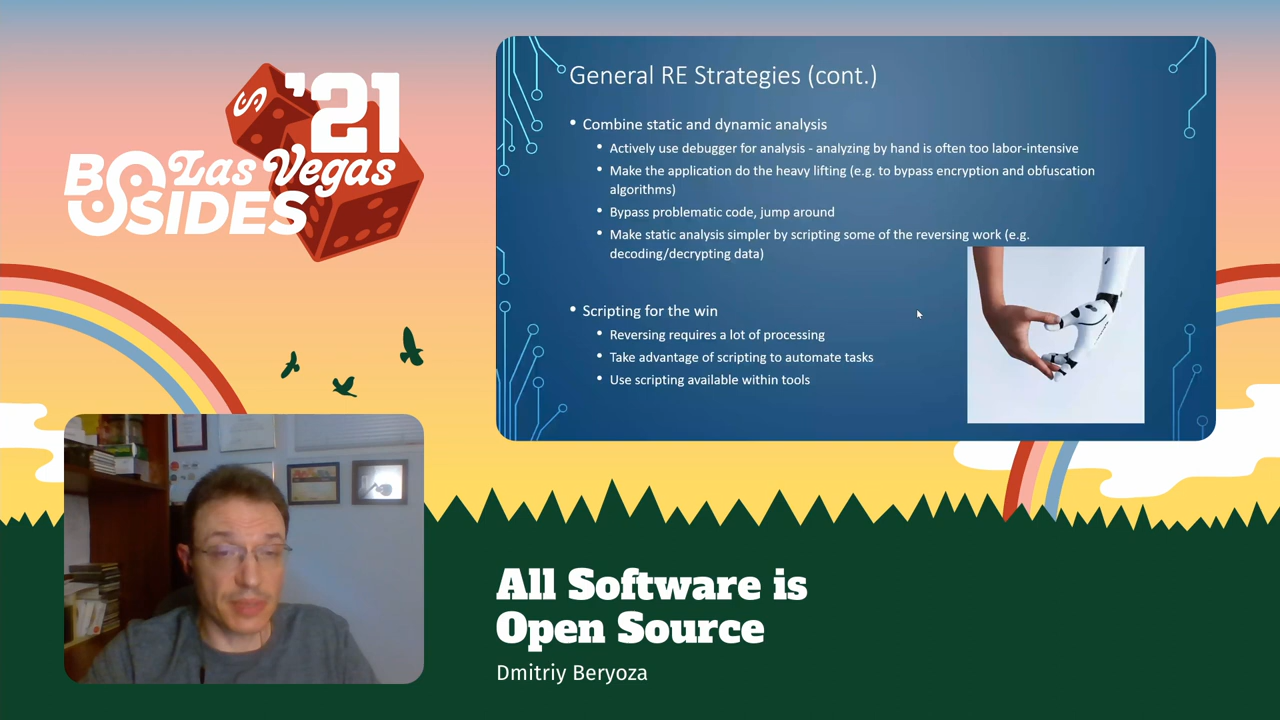 '21
BSIDES Las Vegas
General RE Strategies (cont.)
• Combine static and dynamic analysis
• Actively use debugger for analysis - analyzing by hand is often too labor-intensive
• Make the application do the heavy lifting (e.g. to bypass encryption and obfuscation
algorithms)
• Bypass problematic code, jump around
• Make static analysis simpler by scripting some of the reversing work (e.g.
decoding/decrypting data)
• Scripting for the win
• Reversing requires a lot of processing
• Take advantage of scripting to automate tasks
• Use scripting available within tools
All Software is
Open Source
Dmitriy Beryoza